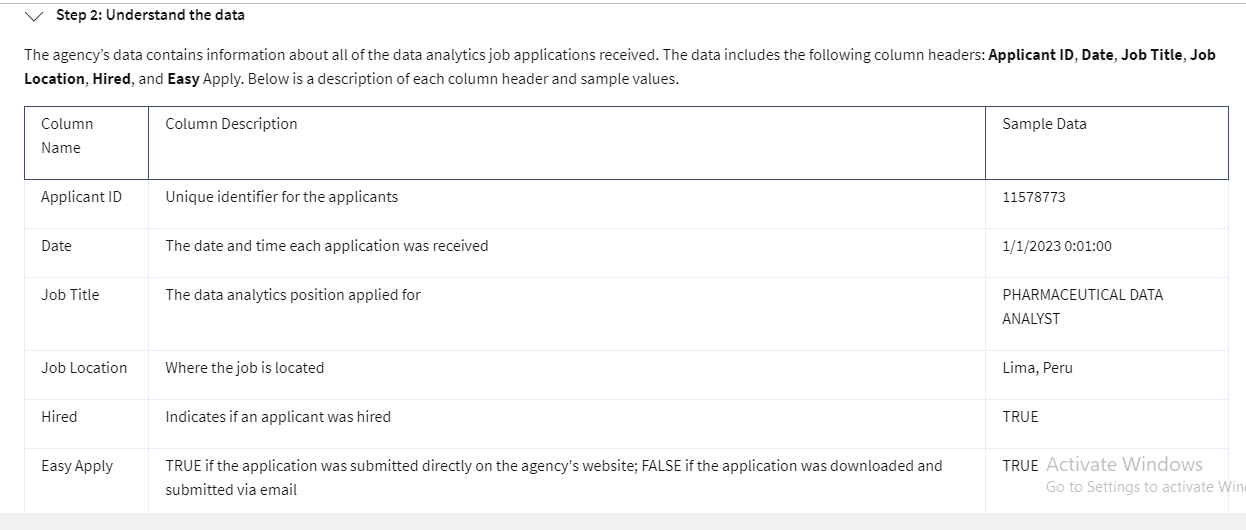 Step 2: Understand the data
The agency’s data contains information about all of the data analytics job applications received. The data includes the following column headers: Applicant ID, Date, Job Title, Job
Location, Hired, and Easy Apply. Below is a description of each column header and sample values.
Column
Name
Column Description
Sample Data
Applicant ID
Unique identifier for the applicants
11578773
Date
The date and time each application was received
1/1/2023 0:01:00
Job Title
The data analytics position applied for
PHARMACEUTICAL DATA
ANALYST
Job Location
Where the job is located
Lima, Peru
Hired
Indicates if an applicant was hired
TRUE
Easy Apply
TRUE if the application was submitted directly on the agency's website; FALSE if the application was downloaded and
submitted via email
TRUE
Activate Windows
Go to Settings to activate Win